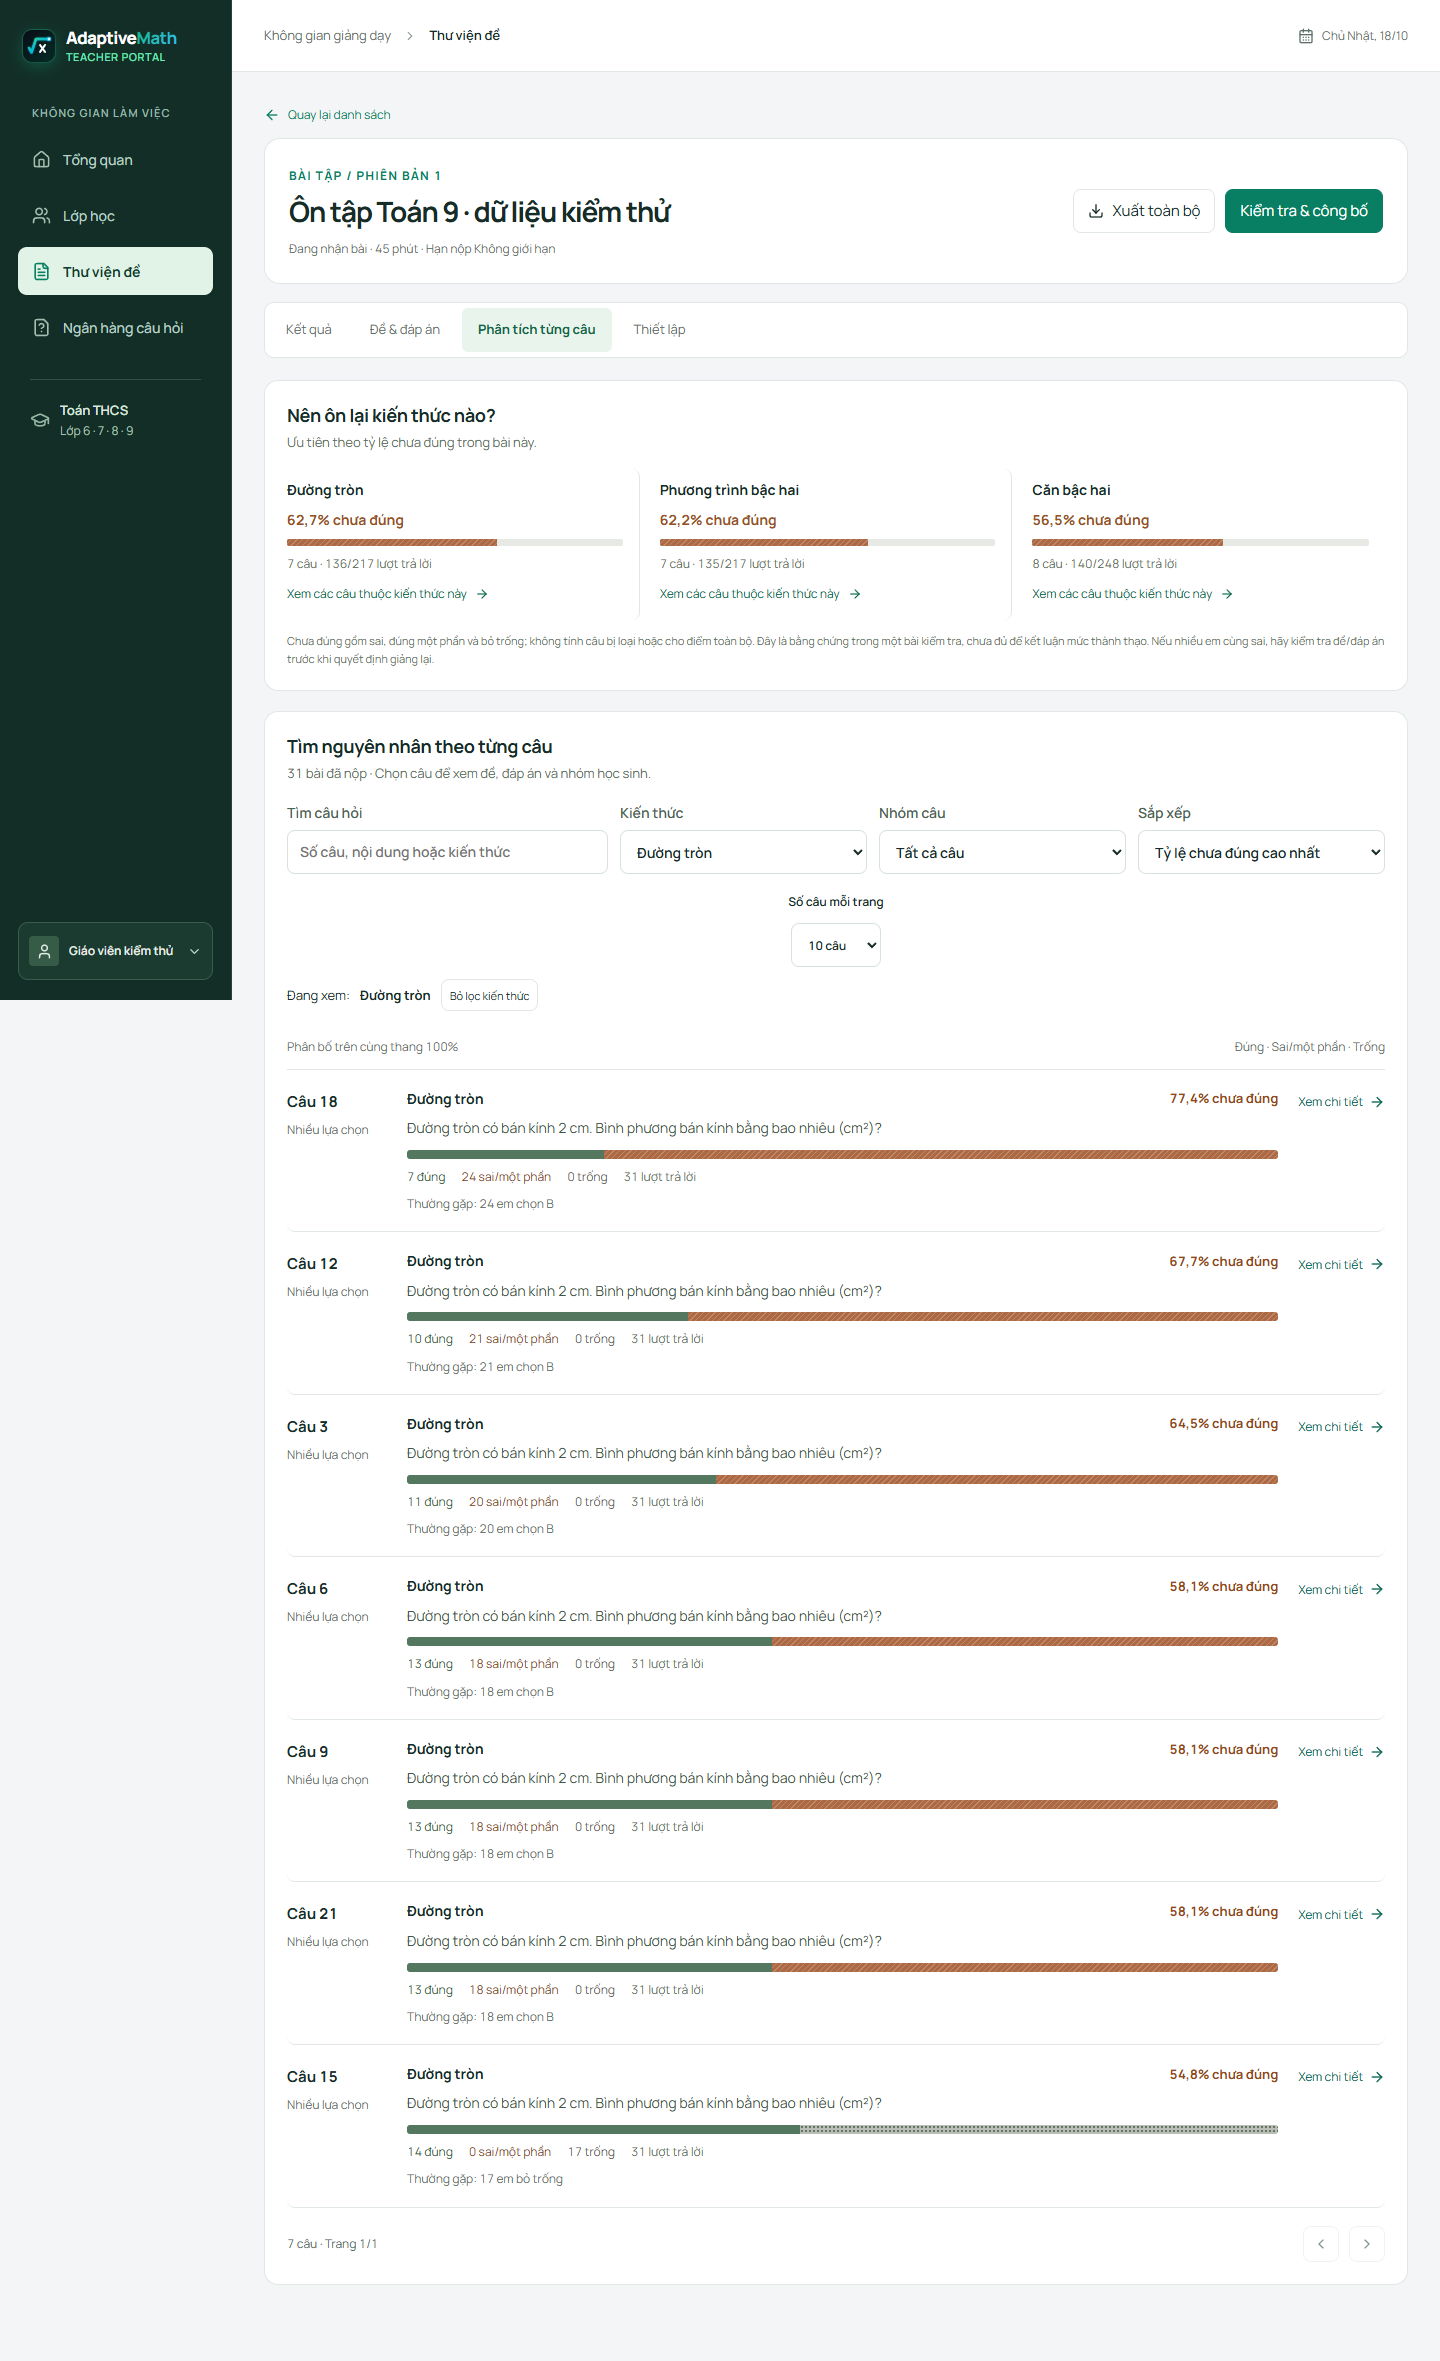 AdaptiveMath
TEACHER PORTAL
KHÔNG GIAN LÀM VIỆC
Tổng quan
Lớp học
Thư viện đề
Ngân hàng câu hỏi
Toán THCS
Lớp 6 · 7 · 8 · 9
Giáo viên kiểm thử
Không gian giảng dạy > Thư viện đề
Chủ Nhật, 18/10
← Quay lại danh sách
BÀI TẬP / PHIÊN BẢN 1
Ôn tập Toán 9 · dữ liệu kiểm thử
Đang nhận bài · 45 phút · Hạn nộp Không giới hạn
Xuất toàn bộ
Kiểm tra & công bố
Kết quả
Đề & đáp án
Phân tích từng câu
Thiết lập
Nên ôn lại kiến thức nào?
Ưu tiên theo tỷ lệ chưa đúng trong bài này.
Đường tròn
62,7% chưa đúng
7 câu · 136/217 lượt trả lời
Xem các câu thuộc kiến thức này →
Phương trình bậc hai
62,2% chưa đúng
7 câu · 135/217 lượt trả lời
Xem các câu thuộc kiến thức này →
Căn bậc hai
56,5% chưa đúng
8 câu · 140/248 lượt trả lời
Xem các câu thuộc kiến thức này →
Chưa đúng gồm sai, đúng một phần và bỏ trống; không tính câu bị loại hoặc cho điểm toàn bộ. Đây là bằng chứng trong một bài kiểm tra, chưa đủ để kết luận mức thành thạo. Nếu nhiều em cùng sai, hãy kiểm tra đề/đáp án
trước khi quyết định giảng lại.
Tìm nguyên nhân theo từng câu
31 bài đã nộp · Chọn câu để xem đề, đáp án và nhóm học sinh.
Tìm câu hỏi
Số câu, nội dung hoặc kiến thức
Kiến thức
Đường tròn
Nhóm câu
Tất cả câu
Sắp xếp
Tỷ lệ chưa đúng cao nhất
Số câu mỗi trang
10 câu
Đang xem: Đường tròn Bỏ lọc kiến thức
Phân bố trên cùng thang 100%
Đúng · Sai/một phần · Trống
Câu 18
Nhiều lựa chọn
Đường tròn
77,4% chưa đúng
Xem chi tiết →
Đường tròn có bán kính 2 cm. Bình phương bán kính bằng bao nhiêu (cm²)?
7 đúng 24 sai/một phần 0 trống 31 lượt trả lời
Thường gặp: 24 em chọn B
Câu 12
Nhiều lựa chọn
Đường tròn
67,7% chưa đúng
Xem chi tiết →
Đường tròn có bán kính 2 cm. Bình phương bán kính bằng bao nhiêu (cm²)?
10 đúng 21 sai/một phần 0 trống 31 lượt trả lời
Thường gặp: 21 em chọn B
Câu 3
Nhiều lựa chọn
Đường tròn
64,5% chưa đúng
Xem chi tiết →
Đường tròn có bán kính 2 cm. Bình phương bán kính bằng bao nhiêu (cm²)?
11 đúng 20 sai/một phần 0 trống 31 lượt trả lời
Thường gặp: 20 em chọn B
Câu 6
Nhiều lựa chọn
Đường tròn
58,1% chưa đúng
Xem chi tiết →
Đường tròn có bán kính 2 cm. Bình phương bán kính bằng bao nhiêu (cm²)?
13 đúng 18 sai/một phần 0 trống 31 lượt trả lời
Thường gặp: 18 em chọn B
Câu 9
Nhiều lựa chọn
Đường tròn
58,1% chưa đúng
Xem chi tiết →
Đường tròn có bán kính 2 cm. Bình phương bán kính bằng bao nhiêu (cm²)?
13 đúng 18 sai/một phần 0 trống 31 lượt trả lời
Thường gặp: 18 em chọn B
Câu 21
Nhiều lựa chọn
Đường tròn
58,1% chưa đúng
Xem chi tiết →
Đường tròn có bán kính 2 cm. Bình phương bán kính bằng bao nhiêu (cm²)?
13 đúng 18 sai/một phần 0 trống 31 lượt trả lời
Thường gặp: 18 em chọn B
Câu 15
Nhiều lựa chọn
Đường tròn
54,8% chưa đúng
Xem chi tiết →
Đường tròn có bán kính 2 cm. Bình phương bán kính bằng bao nhiêu (cm²)?
14 đúng 0 sai/một phần 17 trống 31 lượt trả lời
Thường gặp: 17 em bỏ trống
7 câu · Trang 1/1